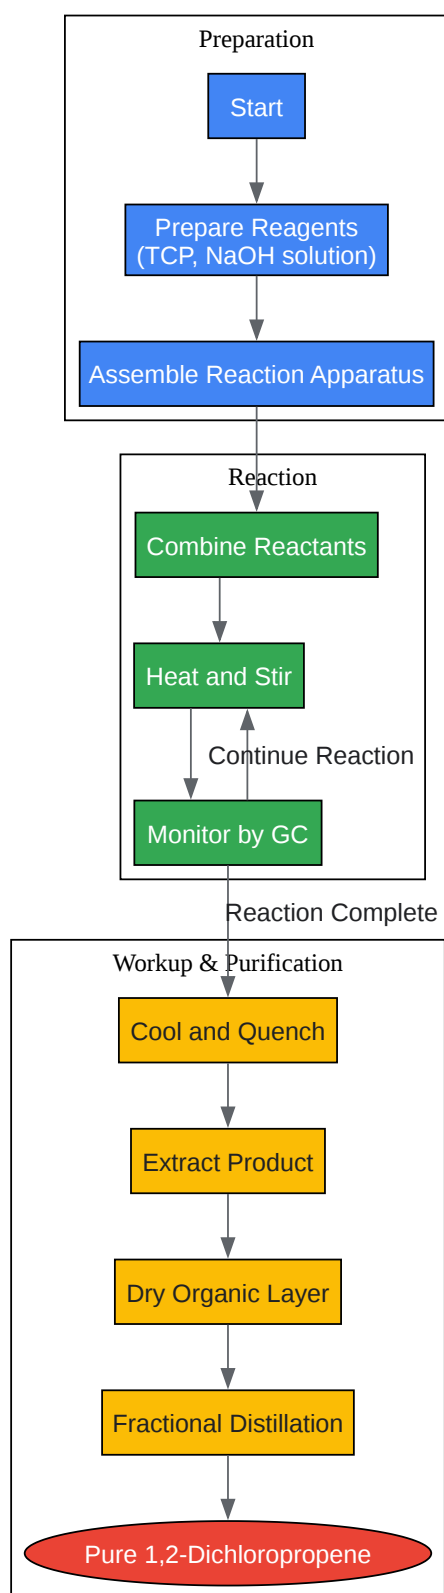 Preparation
Start
Prepare Reagents
(TCP, NaOH solution)
Assemble Reaction Apparatus
Reaction
Combine Reactants
Heat and Stir
Continue Reaction
Monitor by GC
Reaction Complete
Workup & Purification
Cool and Quench
Extract Product
Dry Organic Layer
Fractional Distillation
Pure 1,2-Dichloropropene